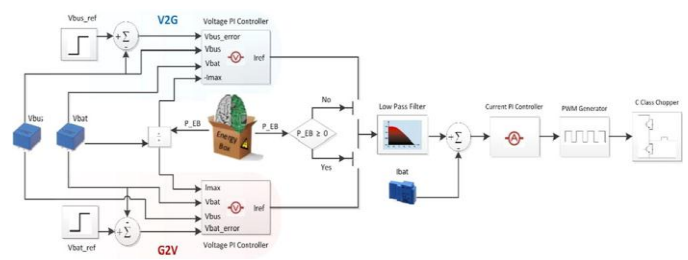 V2G
Voltage PI Controller
Vbus_ref
Vbus_error
Vbus
Vbat
-Imax
Iref
Vbus
Vbat
P_EB
Energy
Box
P_EB
P_EB ≥ 0
No
Yes
Low Pass Filter
Current PI Controller
PWM Generator
C Class Chopper
Ibat
Imax
Vbat
Vbus
Vbat_error
Iref
Voltage PI Controller
Vbat_ref
G2V